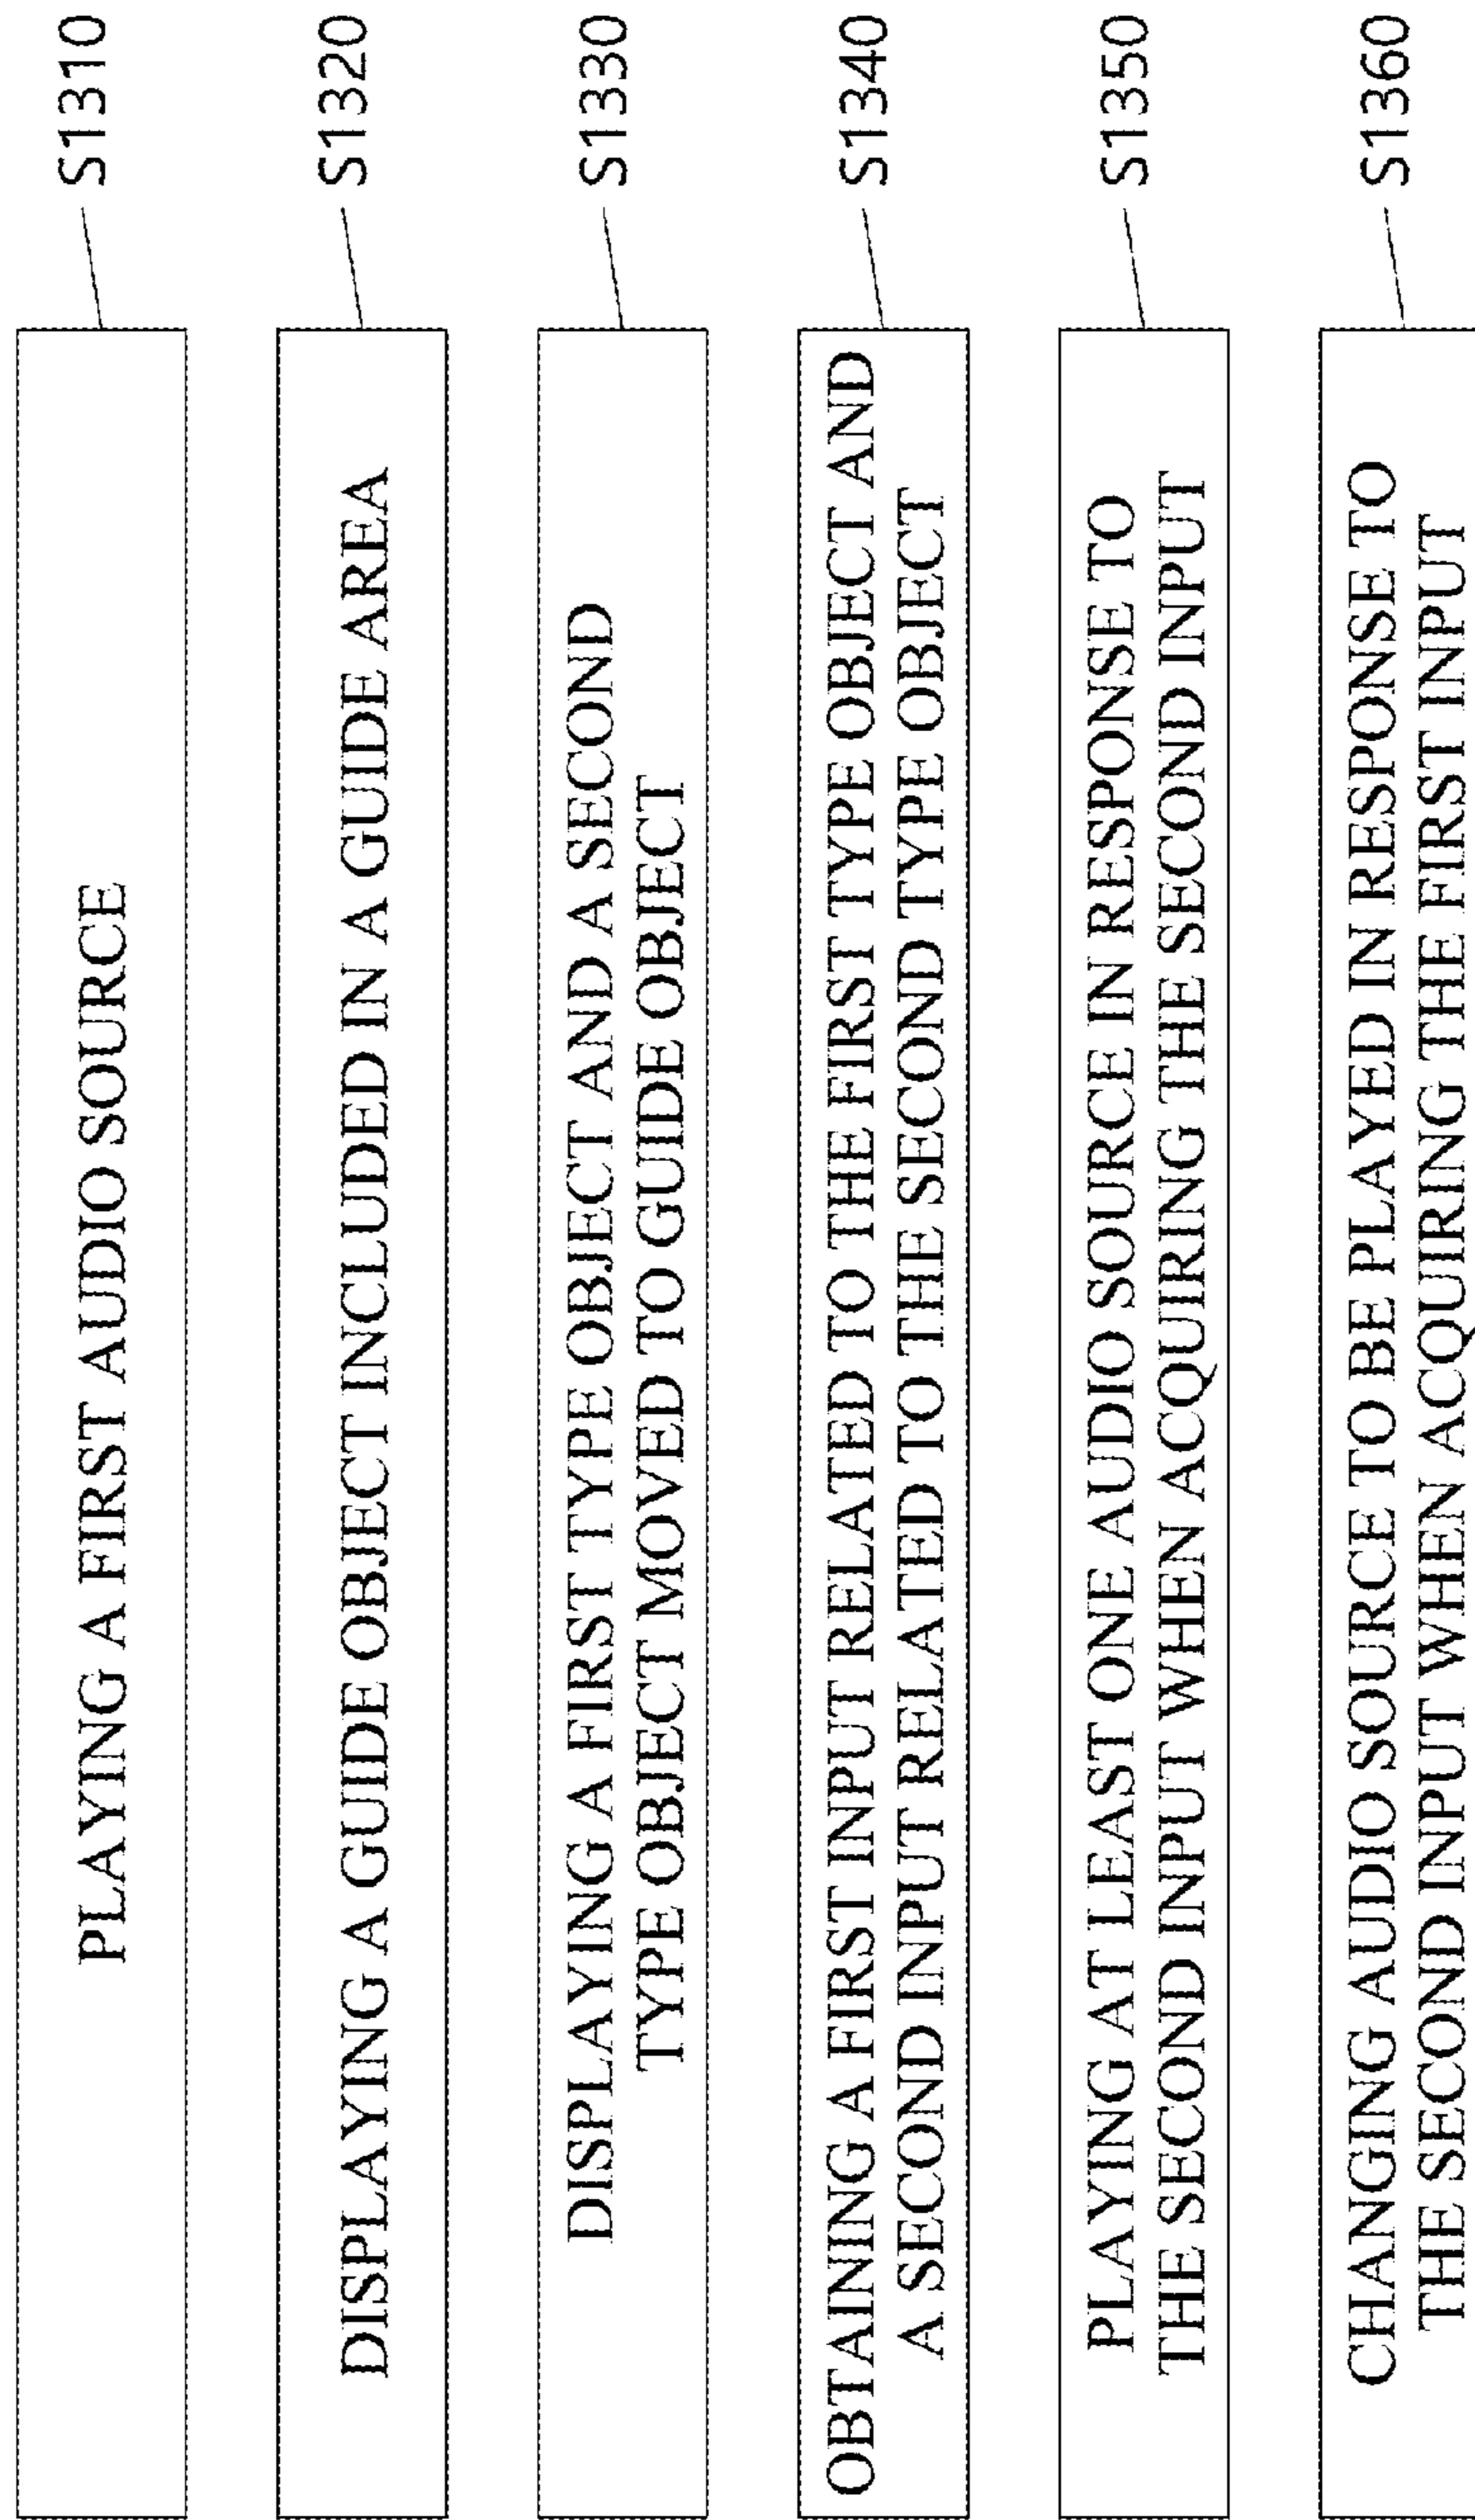 PLAYING A FIRST AUDIO SOURCE
S1310
DISPLAYING A GUIDE OBJECT INCLUDED IN A GUIDE AREA
S1320
DISPLAYING A FIRST TYPE OBJECT AND A SECOND
TYPE OBJECT MOVED TO GUIDE OBJECT
S1330
OBTAINING A FIRST INPUT RELATED TO THE FIRST TYPE OBJECT AND
A SECOND INPUT RELATED TO THE SECOND TYPE OBJECT
S1340
PLAYING AT LEAST ONE AUDIO SOURCE IN RESPONSE TO
THE SECOND INPUT WHEN ACQUIRING THE SECOND INPUT
S1350
CHANGING AUDIO SOURCE TO BE PLAYED IN RESPONSE TO
THE SECOND INPUT WHEN ACQUIRING THE FIRST INPUT
S1360